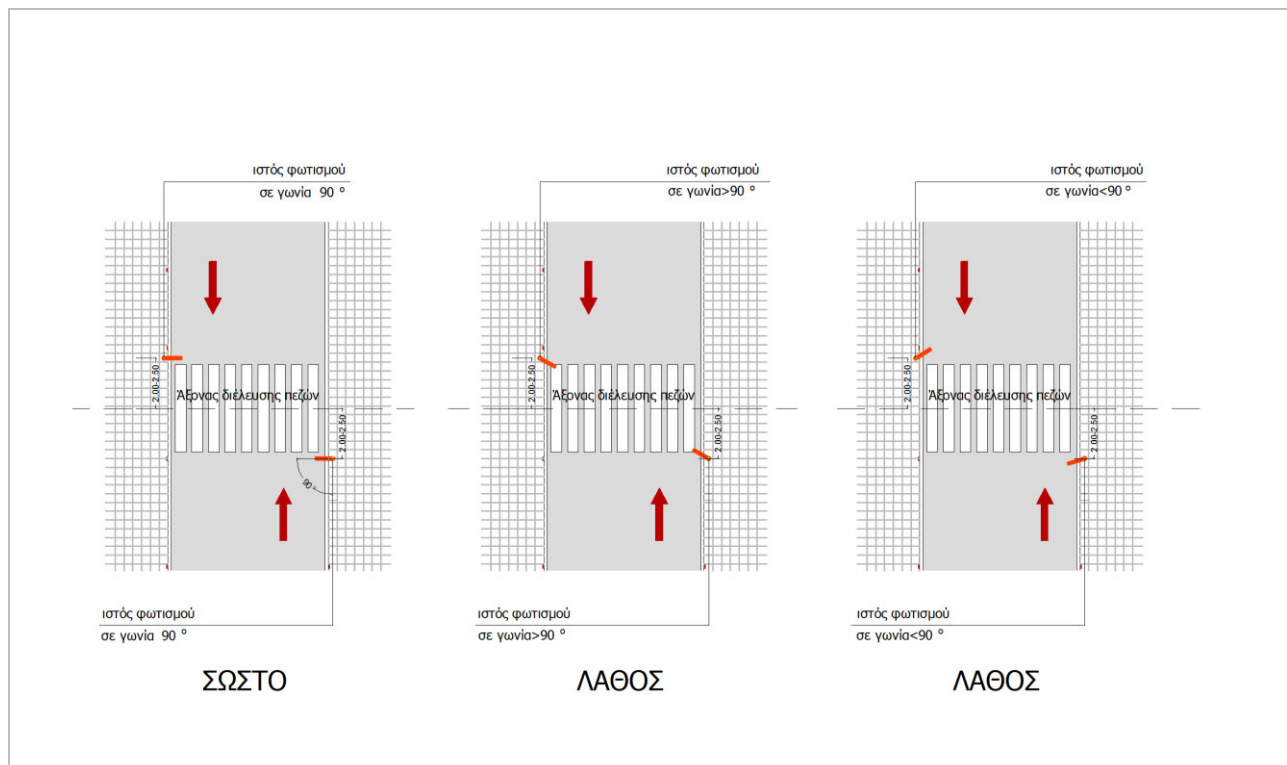 ιστός φωτισμού
σε γωνία 90 °
2.00-2.50
Άξονας διέλευσης πεζών
2.00-2.50
90°
ιστός φωτισμού
σε γωνία 90 °
ΣΩΣΤΟ
ιστός φωτισμού
σε γωνία>90 °
2.00-2.50
Άξονας διέλευσης πεζών
2.00-2.50
ιστός φωτισμού
σε γωνία>90 °
ΛΑΘΟΣ
ιστός φωτισμού
σε γωνία<90 °
2.00-2.50
Άξονας διέλευσης πεζών
2.00-2.50
ιστός φωτισμού
σε γωνία<90 °
ΛΑΘΟΣ